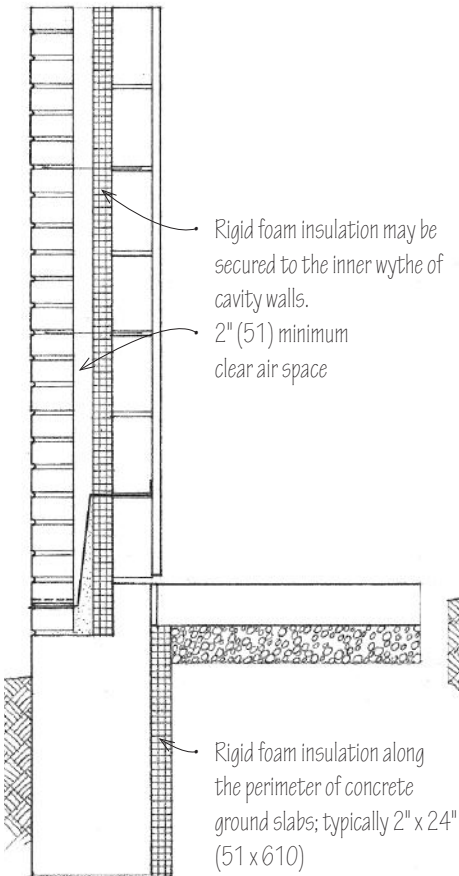 Rigid foam insulation may be
secured to the inner wythe of
cavity walls.
2" (51) minimum
clear air space
Rigid foam insulation along
the perimeter of concrete
ground slabs; typically 2" x 24"
(51 x 610)